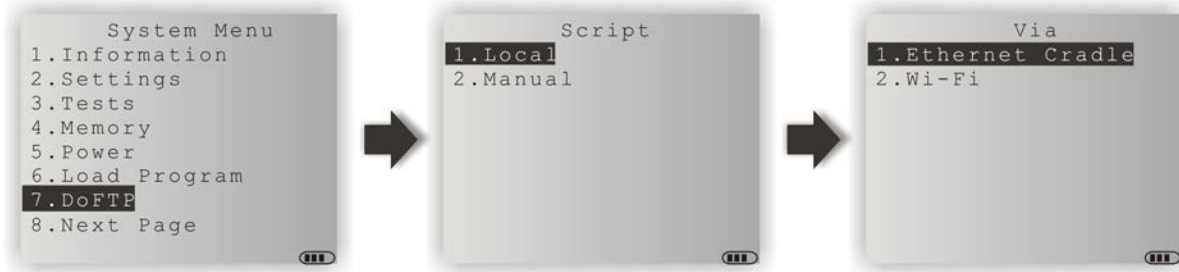 System Menu
1.Information
2.Settings
3.Tests
4.Memory
5.Power
6.Load Program
7.DoFTP
8.Next Page
Script
1.Local
2.Manual
Via
1.Ethernet Cradle
2.Wi-Fi